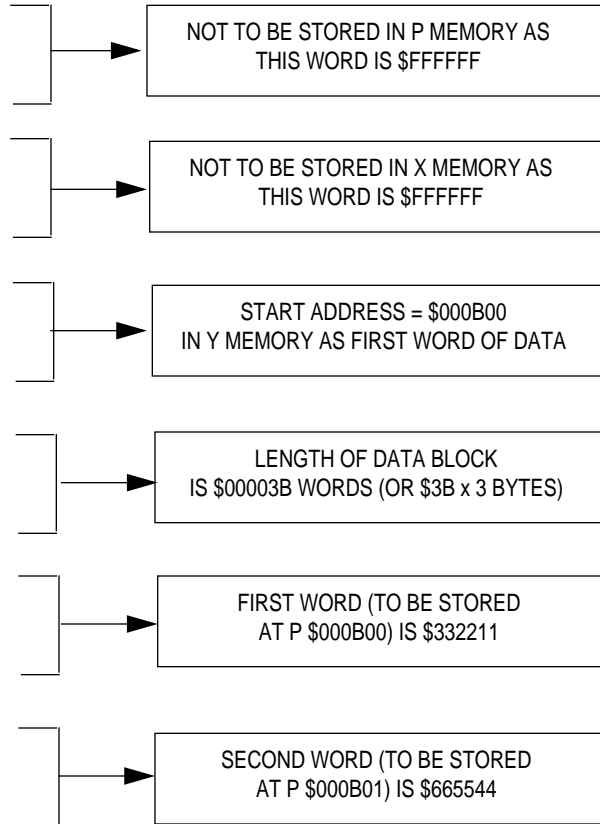 NOT TO BE STORED IN P MEMORY AS
THIS WORD IS $FFFFFF
NOT TO BE STORED IN X MEMORY AS
THIS WORD IS $FFFFFF
START ADDRESS = $000B00
IN Y MEMORY AS FIRST WORD OF DATA
LENGTH OF DATA BLOCK
IS $00003B WORDS (OR $3B x 3 BYTES)
FIRST WORD (TO BE STORED
AT P $000B00) IS $332211
SECOND WORD (TO BE STORED
AT P $000B01) IS $665544